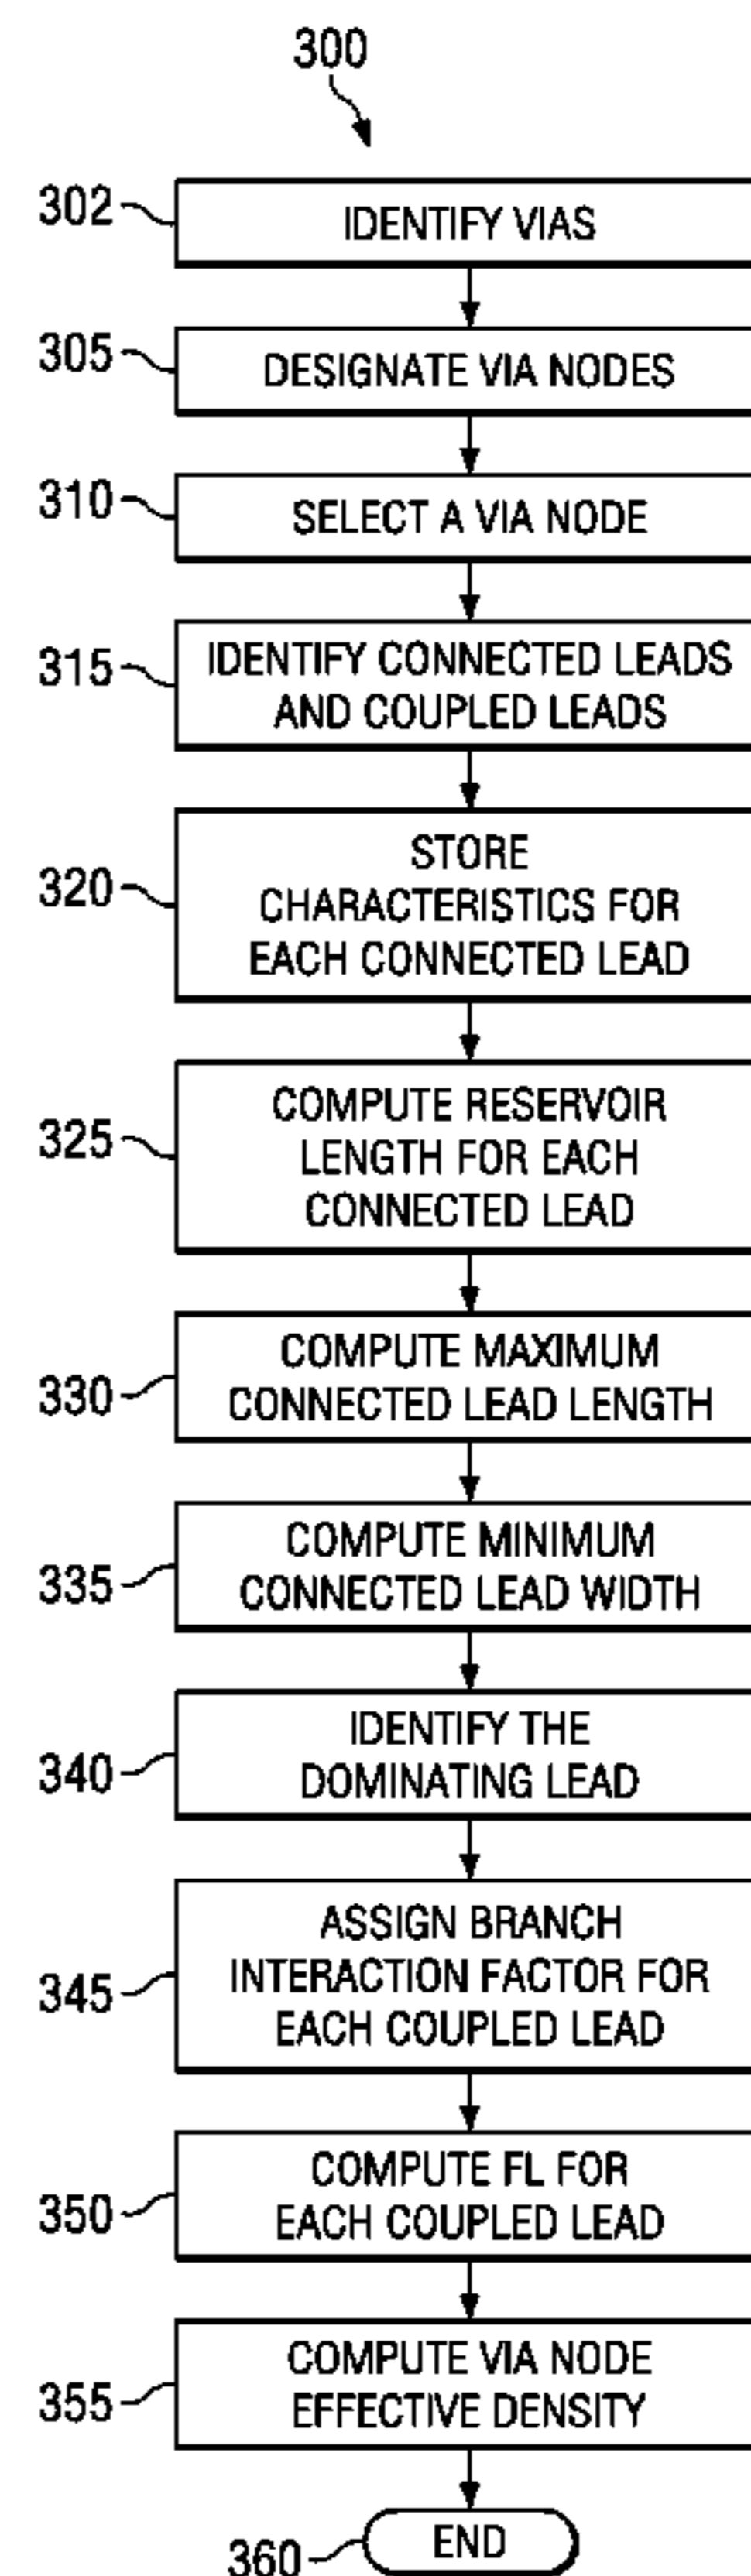 300
302
IDENTIFY VIAS
305
DESIGNATE VIA NODES
310
SELECT A VIA NODE
315
IDENTIFY CONNECTED LEADS
AND COUPLED LEADS
320
STORE
CHARACTERISTICS FOR
EACH CONNECTED LEAD
325
COMPUTE RESERVOIR
LENGTH FOR EACH
CONNECTED LEAD
330
COMPUTE MAXIMUM
CONNECTED LEAD LENGTH
335
COMPUTE MINIMUM
CONNECTED LEAD WIDTH
340
IDENTIFY THE
DOMINATING LEAD
345
ASSIGN BRANCH
INTERACTION FACTOR FOR
EACH COUPLED LEAD
350
COMPUTE FL FOR
EACH COUPLED LEAD
355
COMPUTE VIA NODE
EFFECTIVE DENSITY
360
END